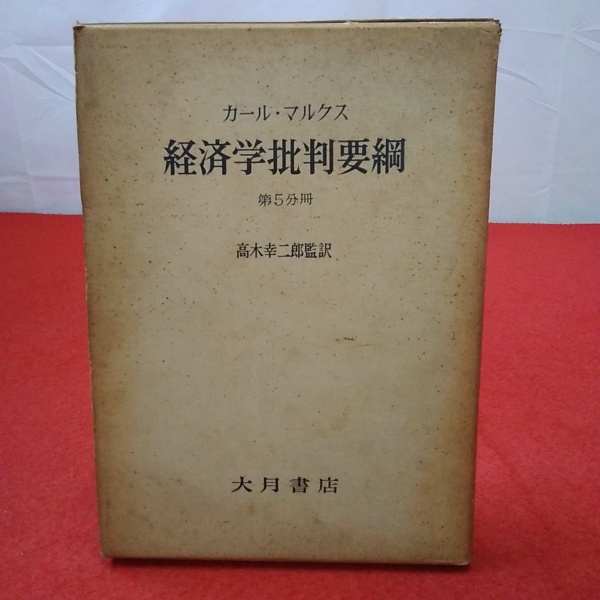 カール・マルクス
経済学批判要綱
第5分冊
高木幸二郎監訳
大月書店